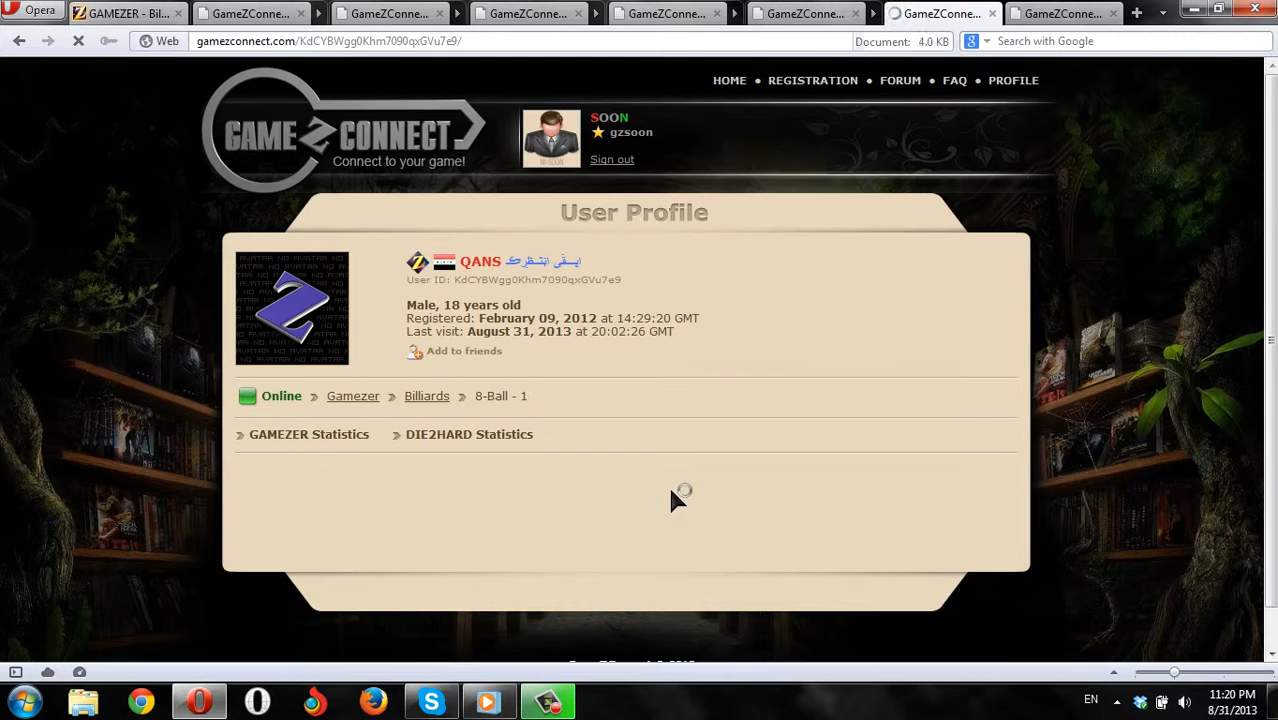 Opera
GAMEZER - Bil...
GameZConne...
GameZConne...
GameZConne...
GameZConne...
GameZConne...
GameZConne...
GameZConne...
Web
gamezconnect.com/KdCYBWgg0Khm7090qxGVu7e9/
Document: 4.0 KB
Search with Google
HOME • REGISTRATION • FORUM • FAQ • PROFILE
GAME Z CONNECT
Connect to your game!
SOON
gzsoon
Sign out
User Profile
QANS
User ID: KdCYBWgg0Khm7090qxGVu7e9
Male, 18 years old
Registered: February 09, 2012 at 14:29:20 GMT
Last visit: August 31, 2013 at 20:02:26 GMT
Add to friends
Online » Gamezer » Billiards » 8-Ball - 1
» GAMEZER Statistics » DIE2HARD Statistics
EN
11:20 PM
8/31/2013